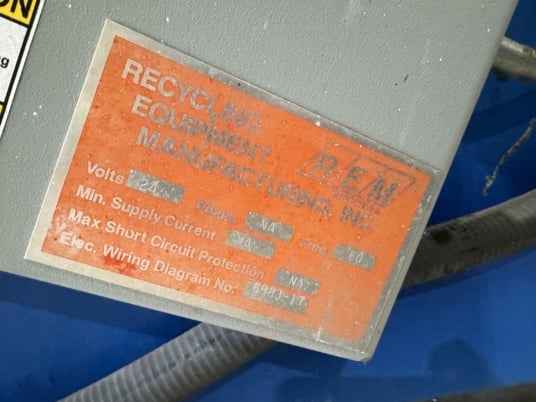 ON
RECYCLING
EQUIPMENT
MANUFACTURING, INC.
R.E.M
Volts 24 Phase NA Freq. 60
Min. Supply Current NA
Max Short Circuit Protection NA
Elec. Wiring Diagram No.